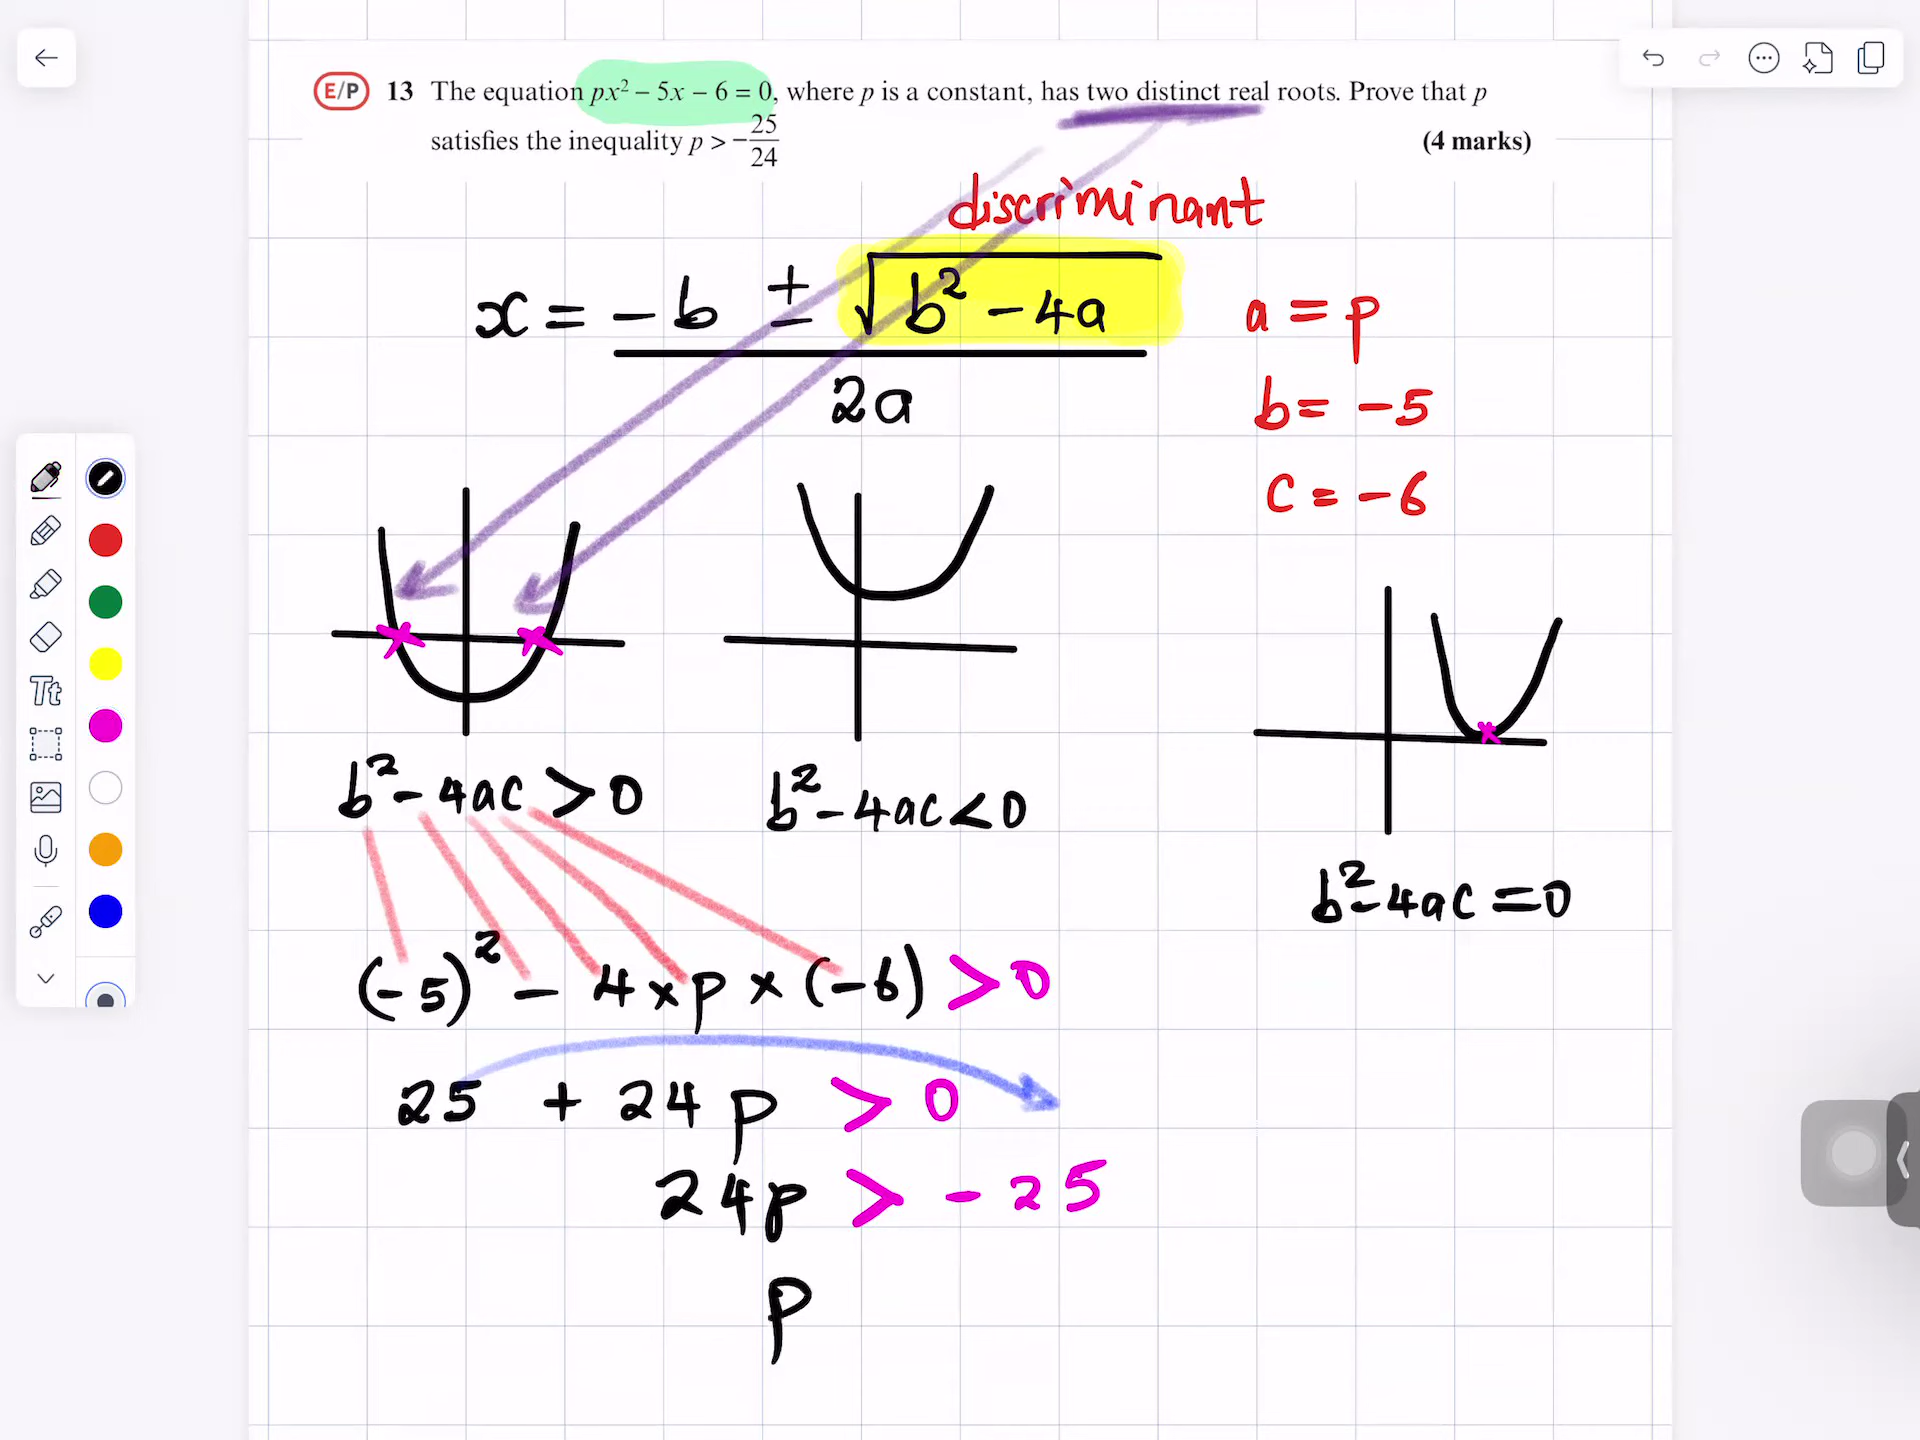 E/P 13 The equation px² − 5x − 6 = 0, where p is a constant, has two distinct real roots. Prove that p
satisfies the inequality p > −25/24 (4 marks)
discriminant
x = −b ± √b² − 4a
2a
a = p
b = −5
c = −6
b² − 4ac > 0
b² − 4ac < 0
b² − 4ac = 0
(−5)² − 4 × p × (−6) > 0
25 + 24p > 0
24p > −25
p
Tt